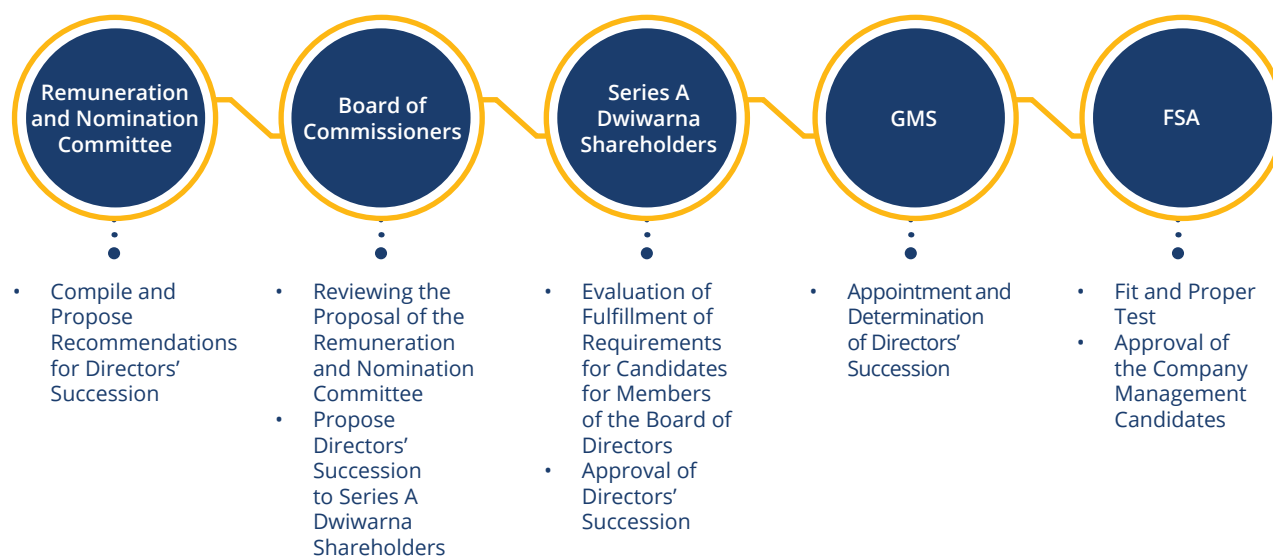 Remuneration
and Nomination
Committee
Board of
Commissioners
Series A
Dwiwarna
Shareholders
GMS
FSA
• Compile and
Propose
Recommendations
for Directors’
Succession
• Reviewing the
Proposal of the
Remuneration
and Nomination
Committee
• Propose
Directors’
Succession
to Series A
Dwiwarna
Shareholders
• Evaluation of
Fulfillment of
Requirements
for Candidates
for Members
of the Board of
Directors
• Approval of
Directors’
Succession
• Appointment and
Determination
of Directors’
Succession
• Fit and Proper
Test
• Approval of
the Company
Management
Candidates